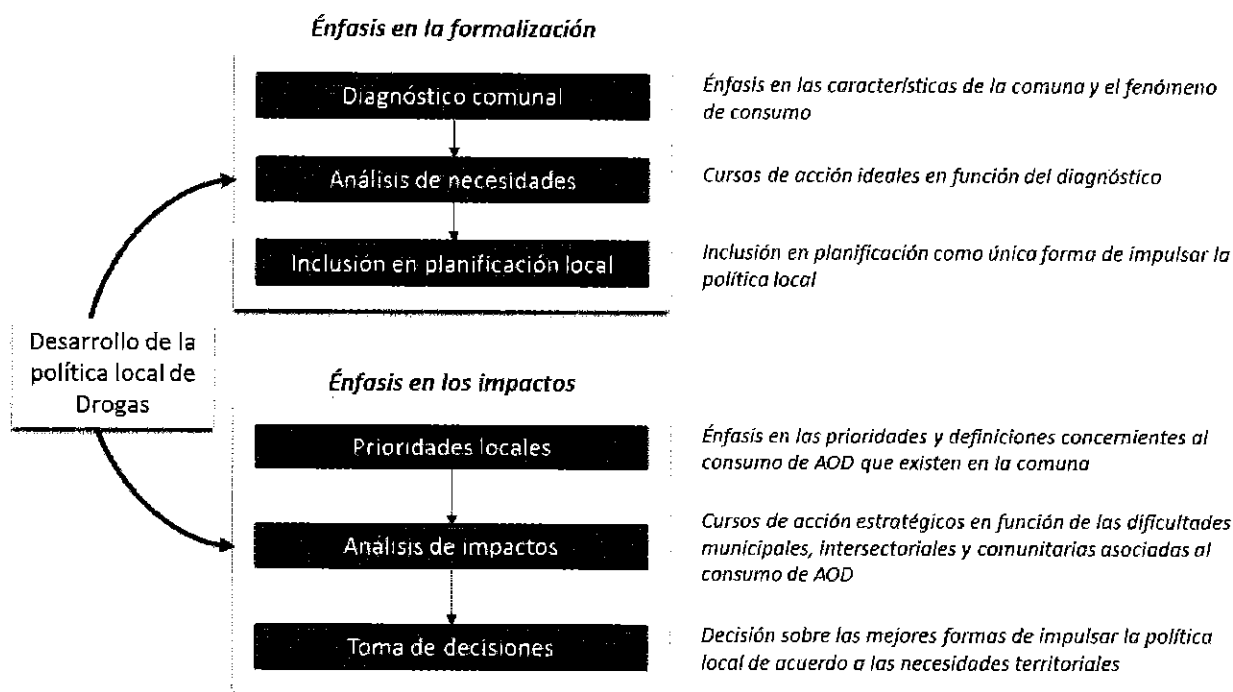 Énfasis en la formalización
Diagnóstico comunal
Énfasis en las características de la comuna y el fenómeno
de consumo
Análisis de necesidades
Cursos de acción ideales en función del diagnóstico
Inclusión en planificación local
Inclusión en planificación como única forma de impulsar la
política local
Desarrollo de la
política local de
Drogas
Énfasis en los impactos
Prioridades locales
Énfasis en las prioridades y definiciones concernientes al
consumo de AOD que existen en la comuna
Análisis de impactos
Cursos de acción estratégicos en función de las dificultades
municipales, intersectoriales y comunitarias asociadas al
consumo de AOD
Toma de decisiones
Decisión sobre las mejores formas de impulsar la política
local de acuerdo a las necesidades territoriales